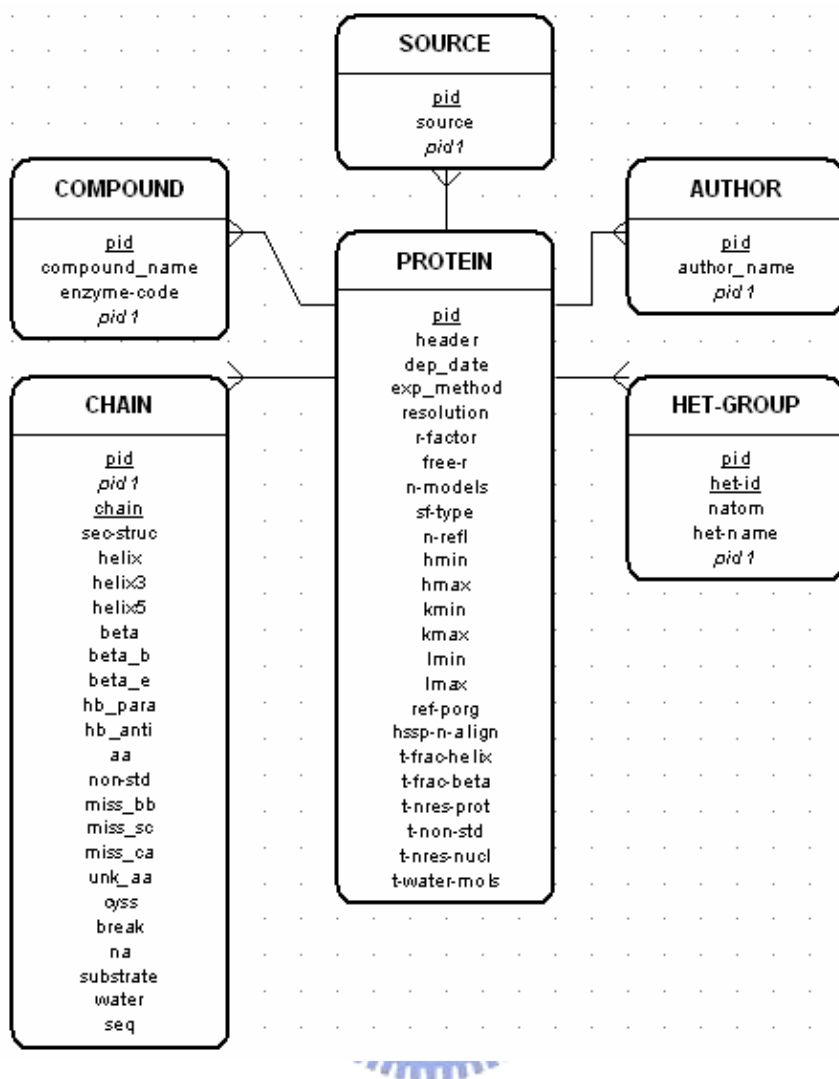 SOURCE
pid
source
pid1
COMPOUND
pid
compound_name
enzyme-code
pid1
AUTHOR
pid
author_name
pid1
PROTEIN
pid
header
dep_date
exp_method
resolution
r-factor
free-r
n-models
sf-type
n-refl
hmin
hmax
kmin
kmax
lmin
lmax
ref-porg
hssp-n-align
t-frac-helix
t-frac-beta
t-nres-prot
t-non-std
t-nres-nucl
t-water-mols
CHAIN
pid
pid1
chain
sec-struc
helix
helix3
helix5
beta
beta_b
beta_e
hb_para
hb_anti
aa
non-std
miss_bb
miss_sc
miss_ca
unk_aa
cyss
break
na
substrate
water
seq
HET-GROUP
pid
het-id
natom
het-name
pid1